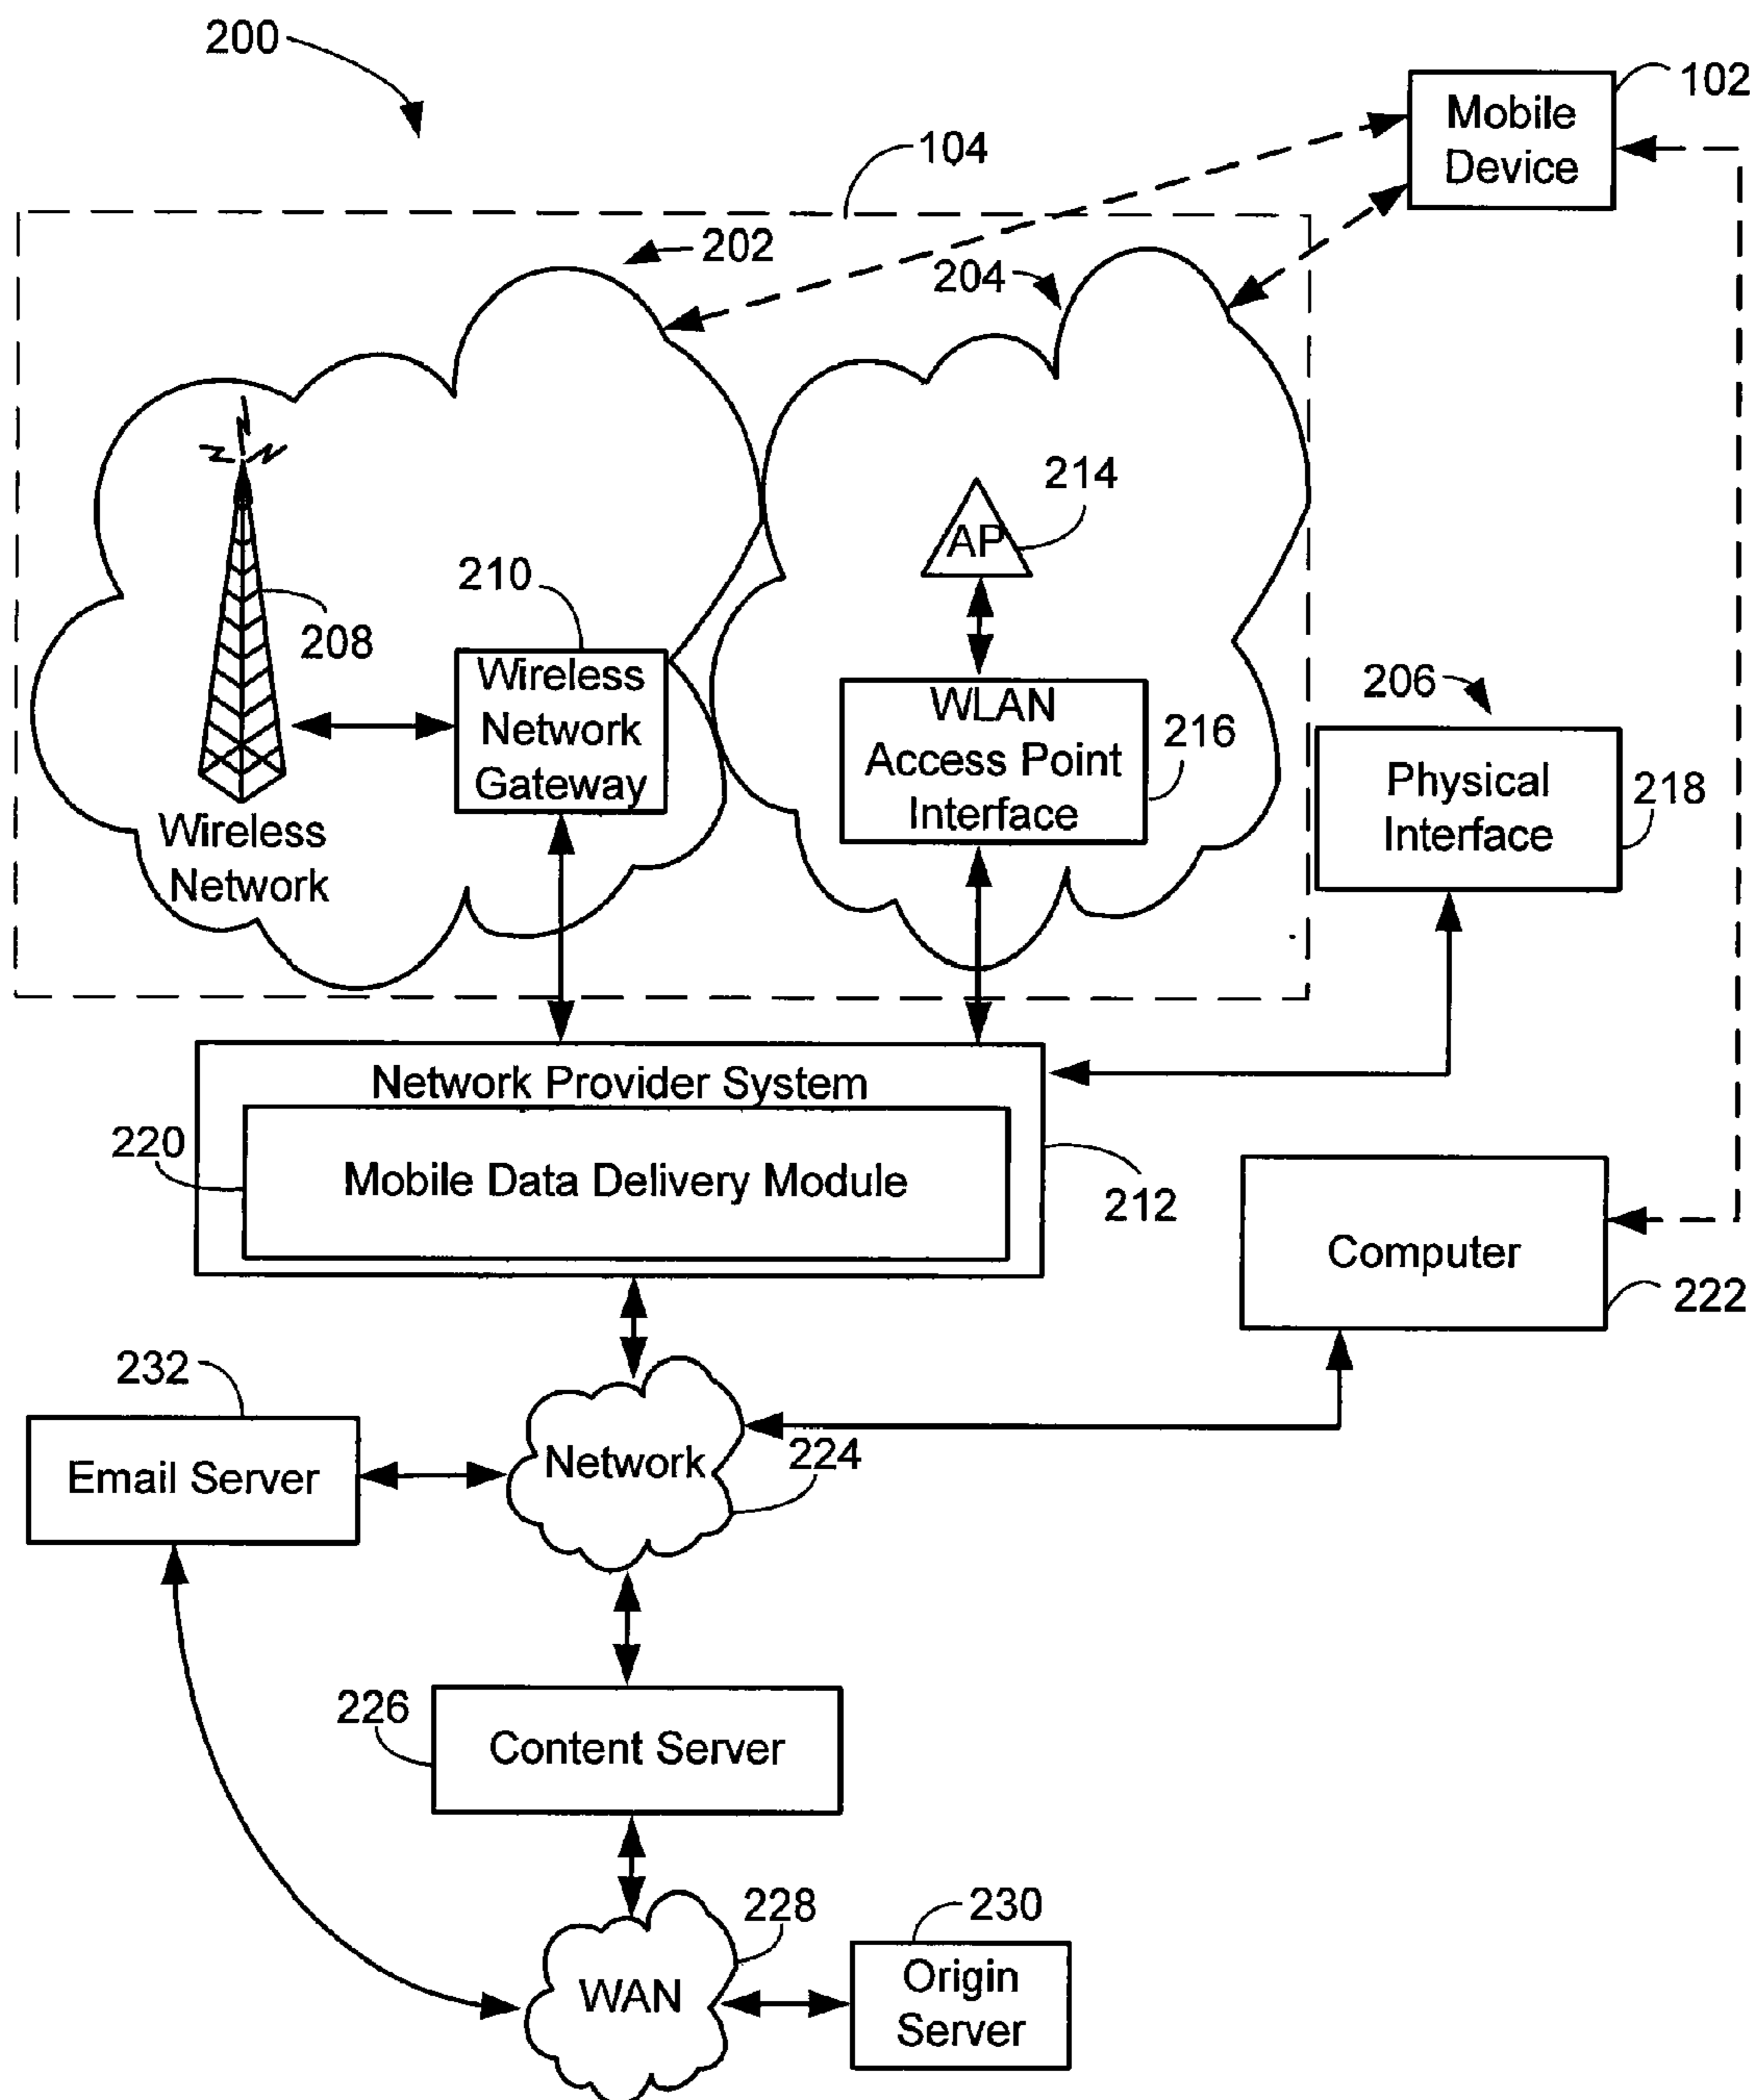 200
102
Mobile
Device
104
202
204
214
AP
210
208
Wireless
Network
Gateway
WLAN
Access Point
Interface
216
206
Physical
Interface
218
Wireless
Network
Network Provider System
220
Mobile Data Delivery Module
212
Computer
222
232
Email Server
Network
224
226
Content Server
228
230
WAN
Origin
Server